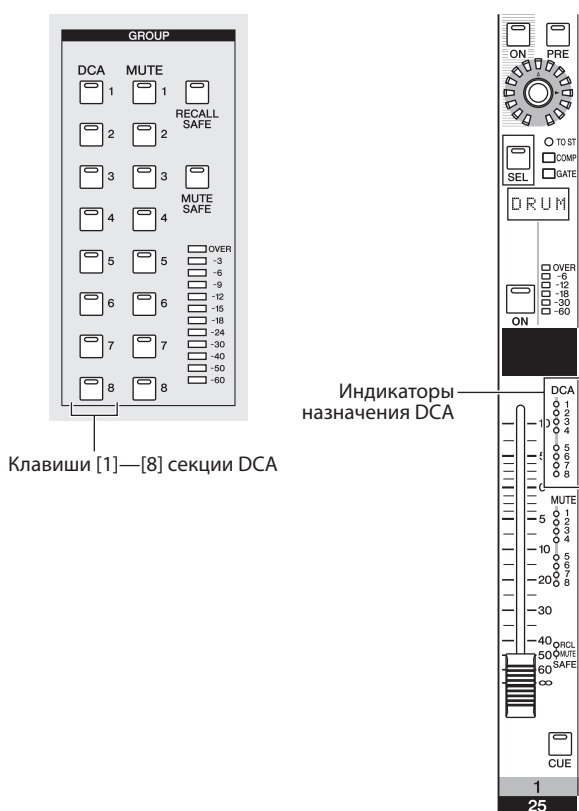 GROUP
DCA MUTE
1 1
RECALL
SAFE
2 2
3 3
MUTE
SAFE
4 4
5 5
6 6
7 7
8 8
OVER
-3
-6
-9
-12
-15
-18
-24
-30
-40
-50
-60
Клавиши [1]—[8] секции DCA
ON PRE
TO ST
COMP
GATE
SEL
DRUM
OVER
-6
-12
-18
-30
-60
ON
Индикаторы
назначения DCA
DCA
1
2
3
4
5
6
7
8
MUTE
1
2
3
4
5
6
7
8
10
5
0
5
10
20
30
40
50
60
∞
RCL
MUTE
SAFE
CUE
1
25